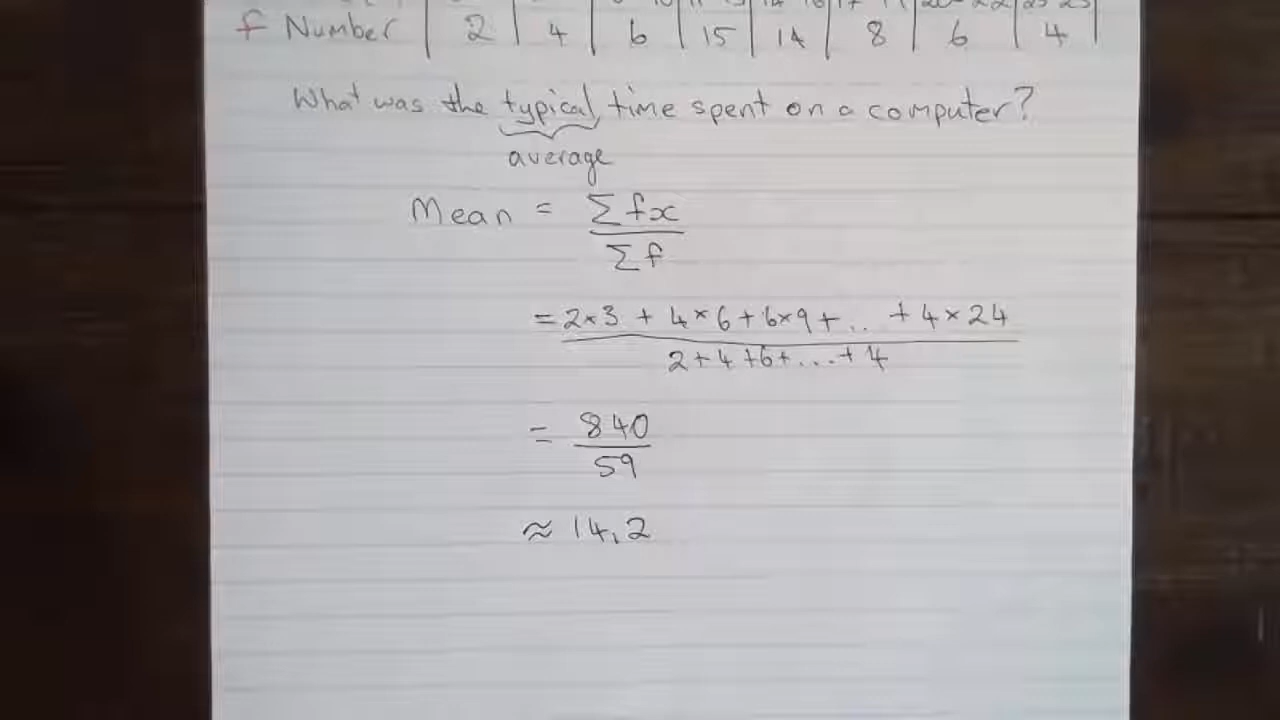 f Number | 2 | 4 | 6 | 15 | 14 | 8 | 6 | 4 |
What was the typical time spent on a computer?
average
Mean = Σfx
Σf
= 2×3 + 4×6 + 6×9 + .. + 4×24
2+4+6+...+4
= 840
59
≈ 14,2